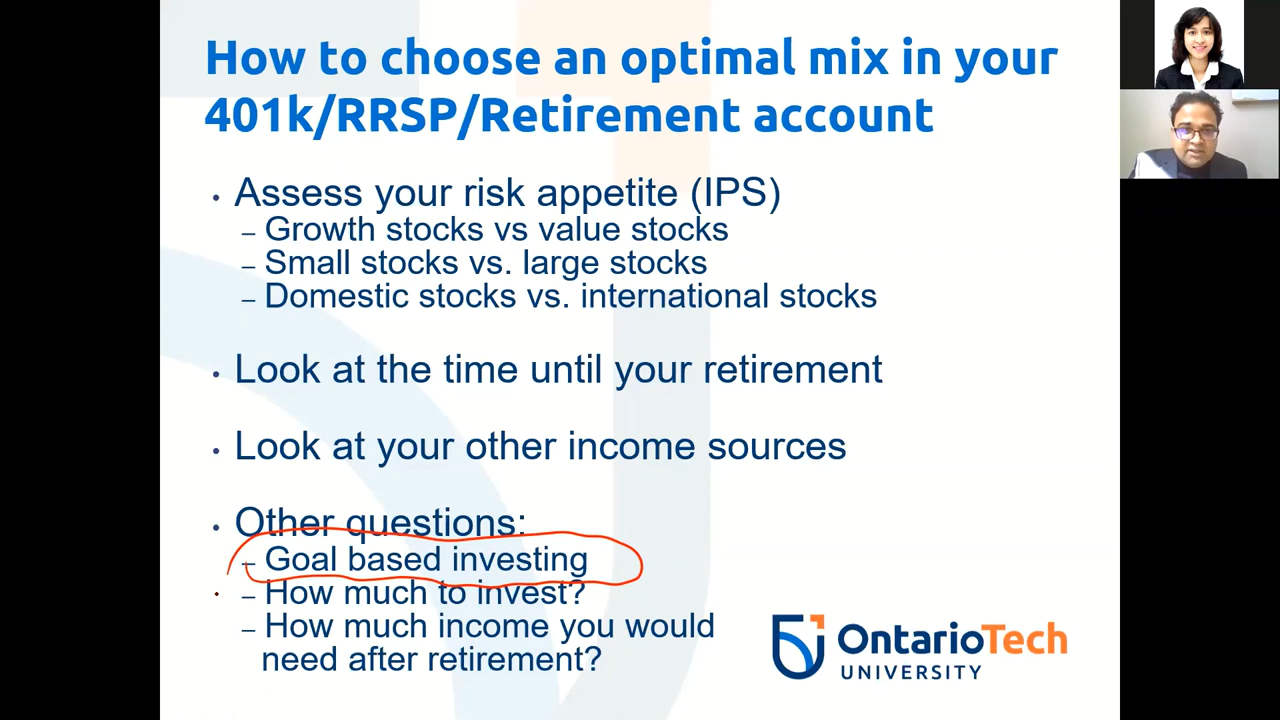 How to choose an optimal mix in your
401k/RRSP/Retirement account
• Assess your risk appetite (IPS)
– Growth stocks vs value stocks
– Small stocks vs. large stocks
– Domestic stocks vs. international stocks
• Look at the time until your retirement
• Look at your other income sources
• Other questions:
– Goal based investing
– How much to invest?
– How much income you would
need after retirement?
OntarioTech
UNIVERSITY